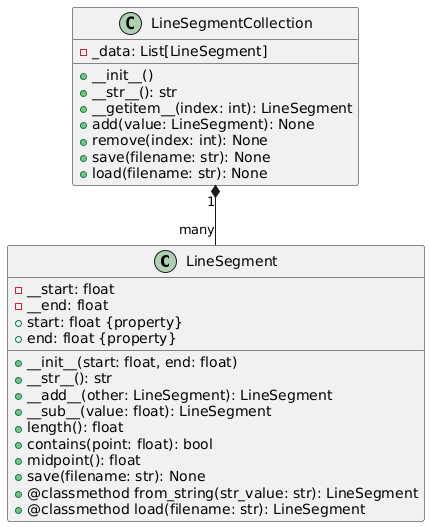 C LineSegmentCollection
_data: List[LineSegment]
__init__()
__str__(): str
__getitem__(index: int): LineSegment
add(value: LineSegment): None
remove(index: int): None
save(filename: str): None
load(filename: str): None
1
many
C LineSegment
__start: float
__end: float
start: float {property}
end: float {property}
__init__(start: float, end: float)
__str__(): str
__add__(other: LineSegment): LineSegment
__sub__(value: float): LineSegment
length(): float
contains(point: float): bool
midpoint(): float
save(filename: str): None
@classmethod from_string(str_value: str): LineSegment
@classmethod load(filename: str): LineSegment